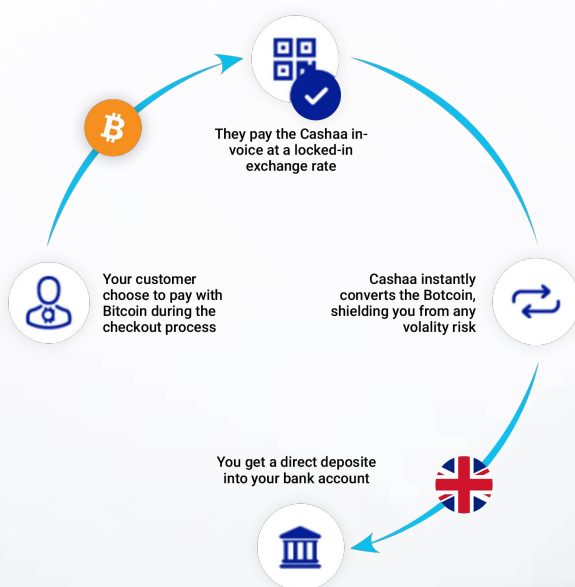 They pay the Cashaa in-
voice at a locked-in
exchange rate
Your customer
choose to pay with
Bitcoin during the
checkout process
Cashaa instantly
converts the Botcoin,
shielding you from any
volality risk
You get a direct deposite
into your bank account